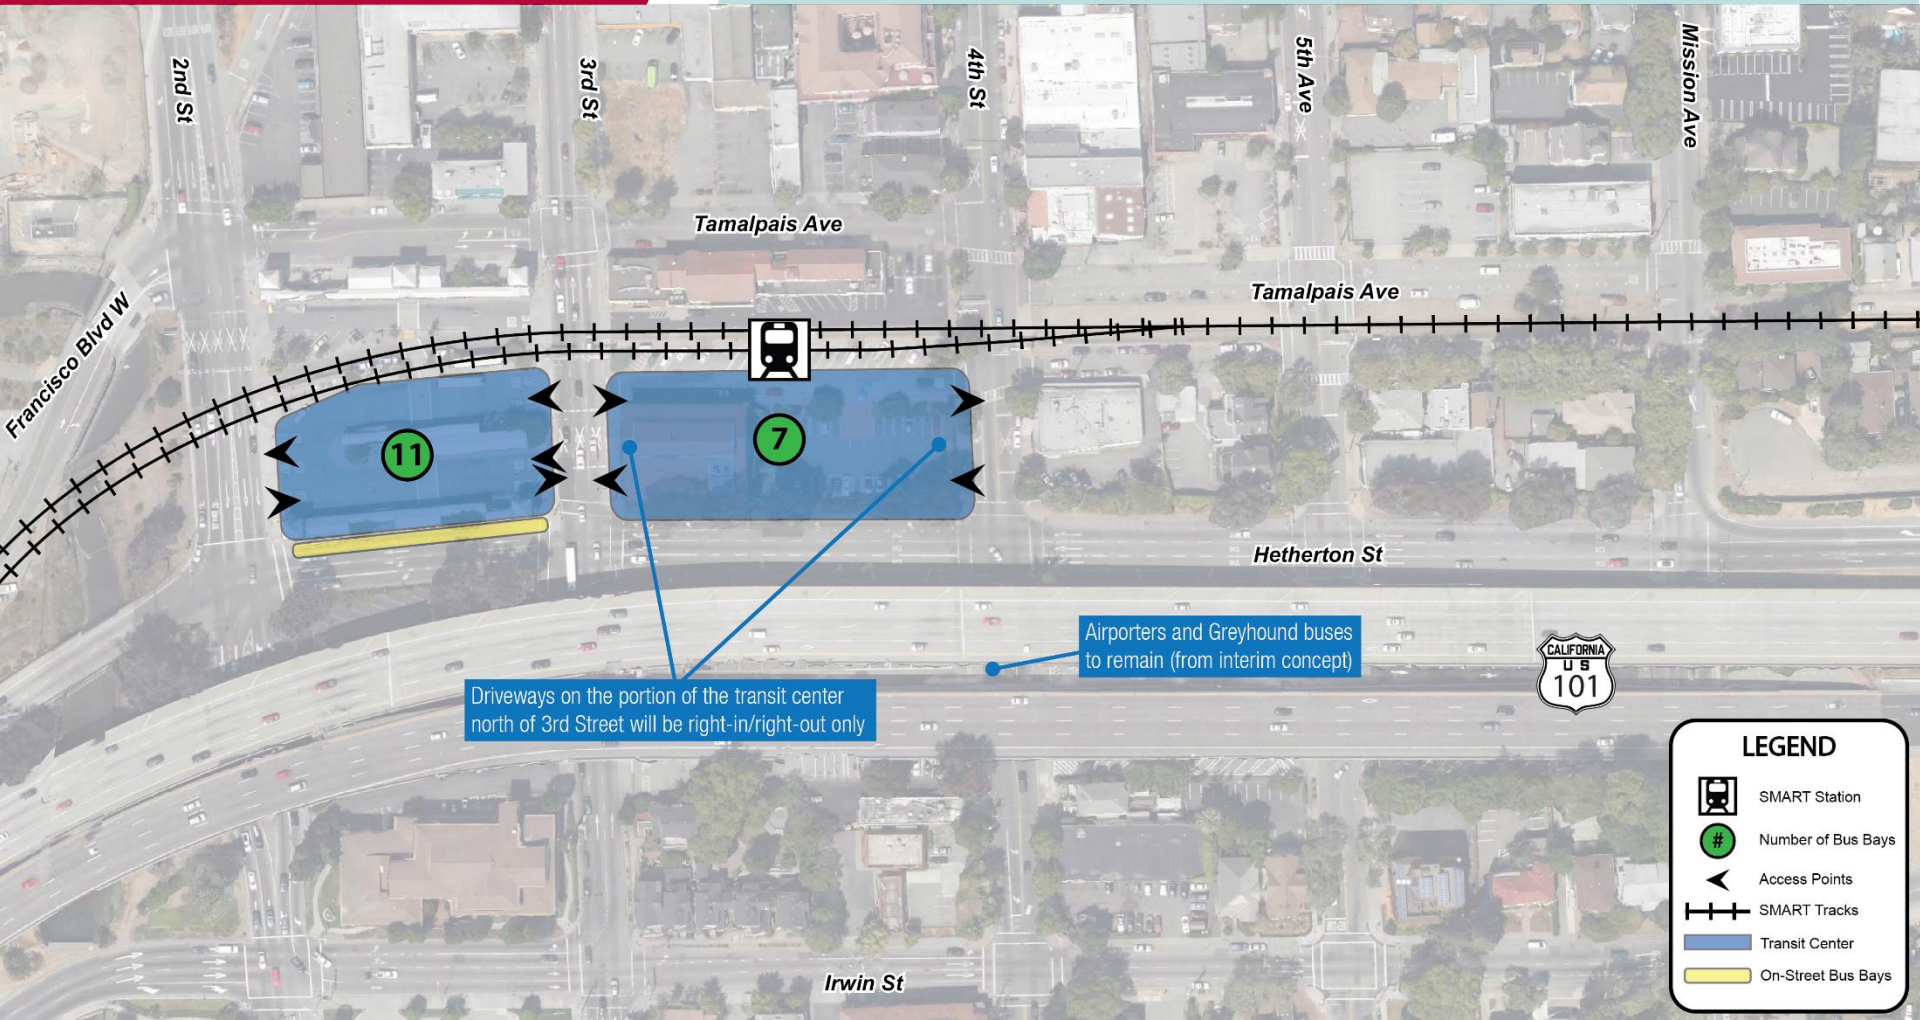 2nd St
3rd St
4th St
5th Ave
Mission Ave
Tamalpais Ave
Tamalpais Ave
Francisco Blvd W
11
7
Hetherton St
Airporters and Greyhound buses
to remain (from interim concept)
Driveways on the portion of the transit center
north of 3rd Street will be right-in/right-out only
CALIFORNIA
U S
101
Irwin St
LEGEND
SMART Station
# Number of Bus Bays
Access Points
SMART Tracks
Transit Center
On-Street Bus Bays